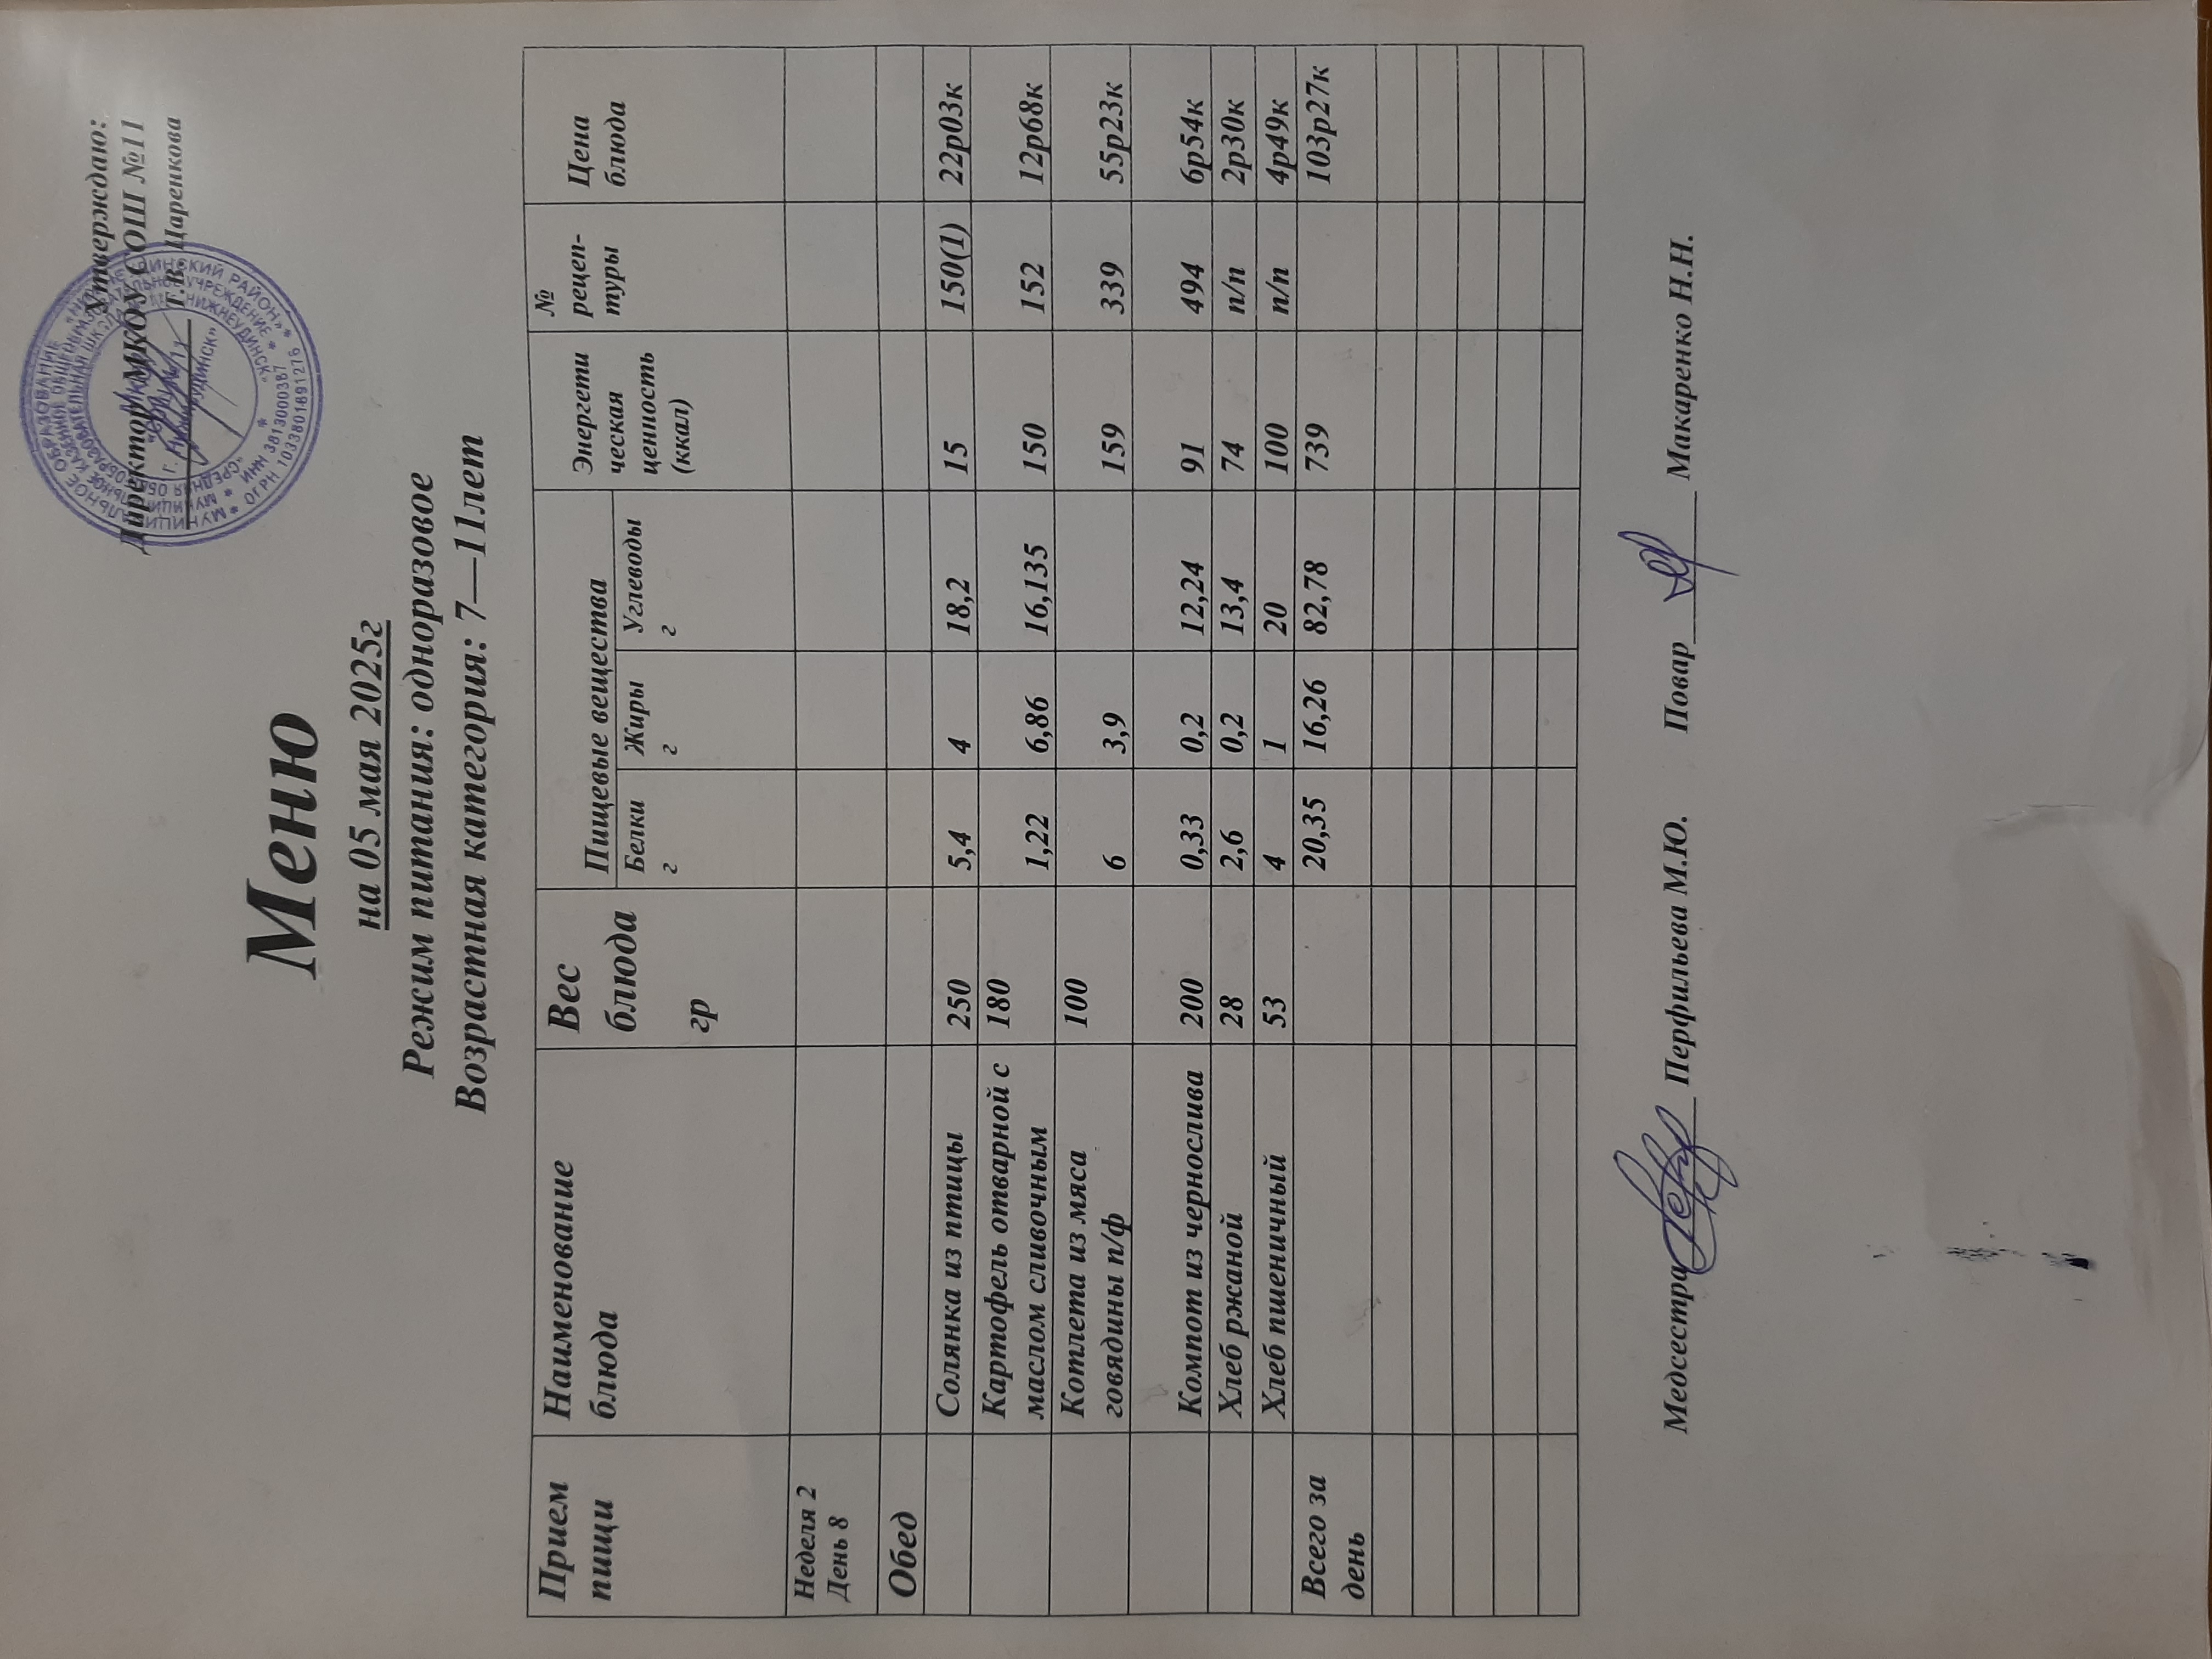 Утверждаю:
Директор МКОУ СОШ №11
Т.В. Царенкова
Меню
на 05 мая 2025г
Режим питания: одноразовое
Возрастная категория: 7—11лет
Прием пищи Наименование блюда Вес блюда гр Пищевые вещества Белки г Жиры г Углеводы г Энергети ческая ценность (ккал) № рецеп- туры Цена блюда
Неделя 2
День 8
Обед
Солянка из птицы 250 5,4 4 18,2 15 150(1) 22р03к
Картофель отварной с 180
маслом сливочным 1,22 6,86 16,135 150 152 12р68к
Котлета из мяса 100
говядины п/ф 6 3,9 159 339 55р23к
Компот из чернослива 200 0,33 0,2 12,24 91 494 6р54к
Хлеб ржаной 28 2,6 0,2 13,4 74 п/п 2р30к
Хлеб пшеничный 53 4 1 20 100 п/п 4р49к
Всего за 20,35 16,26 82,78 739 103р27к
день
Медсестра Перфильева М.Ю. Повар Макаренко Н.Н.